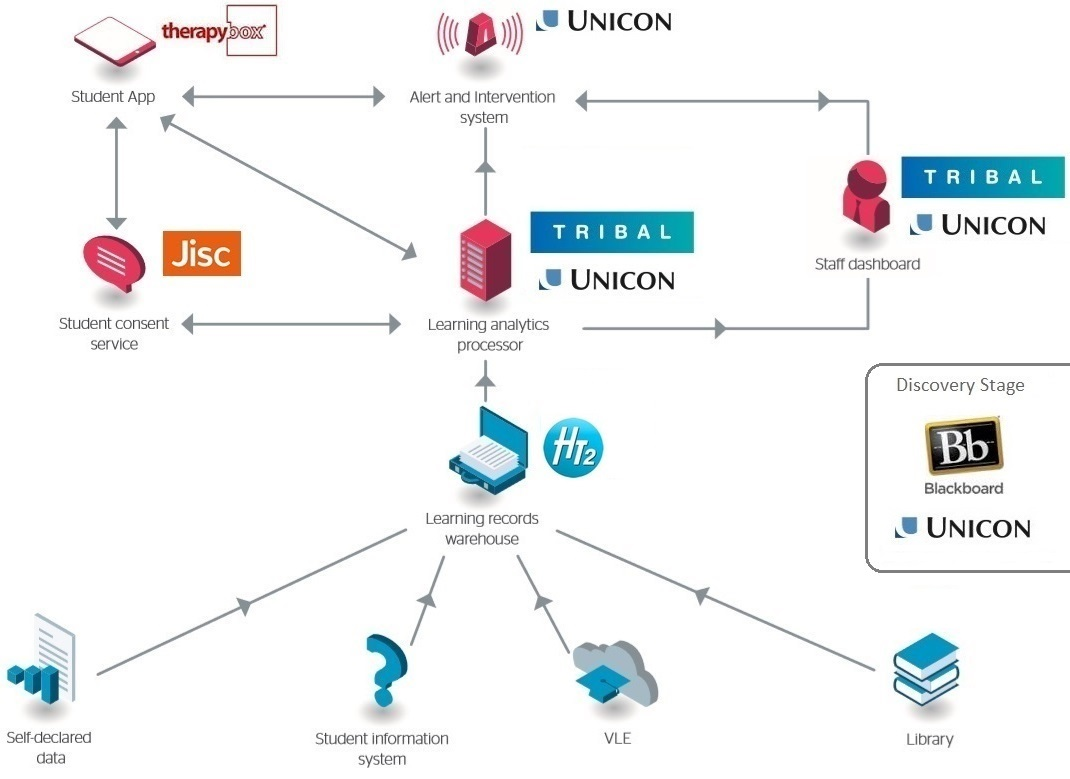 therapybox
UNICON
Student App
Alert and Intervention
system
TRIBAL
UNICON
TRIBAL
UNICON
Jisc
Staff dashboard
Student consent
service
Learning analytics
processor
Discovery Stage
Bb
Blackboard
UNICON
HT2
Learning records
warehouse
Self-declared
data
Student information
system
VLE
Library